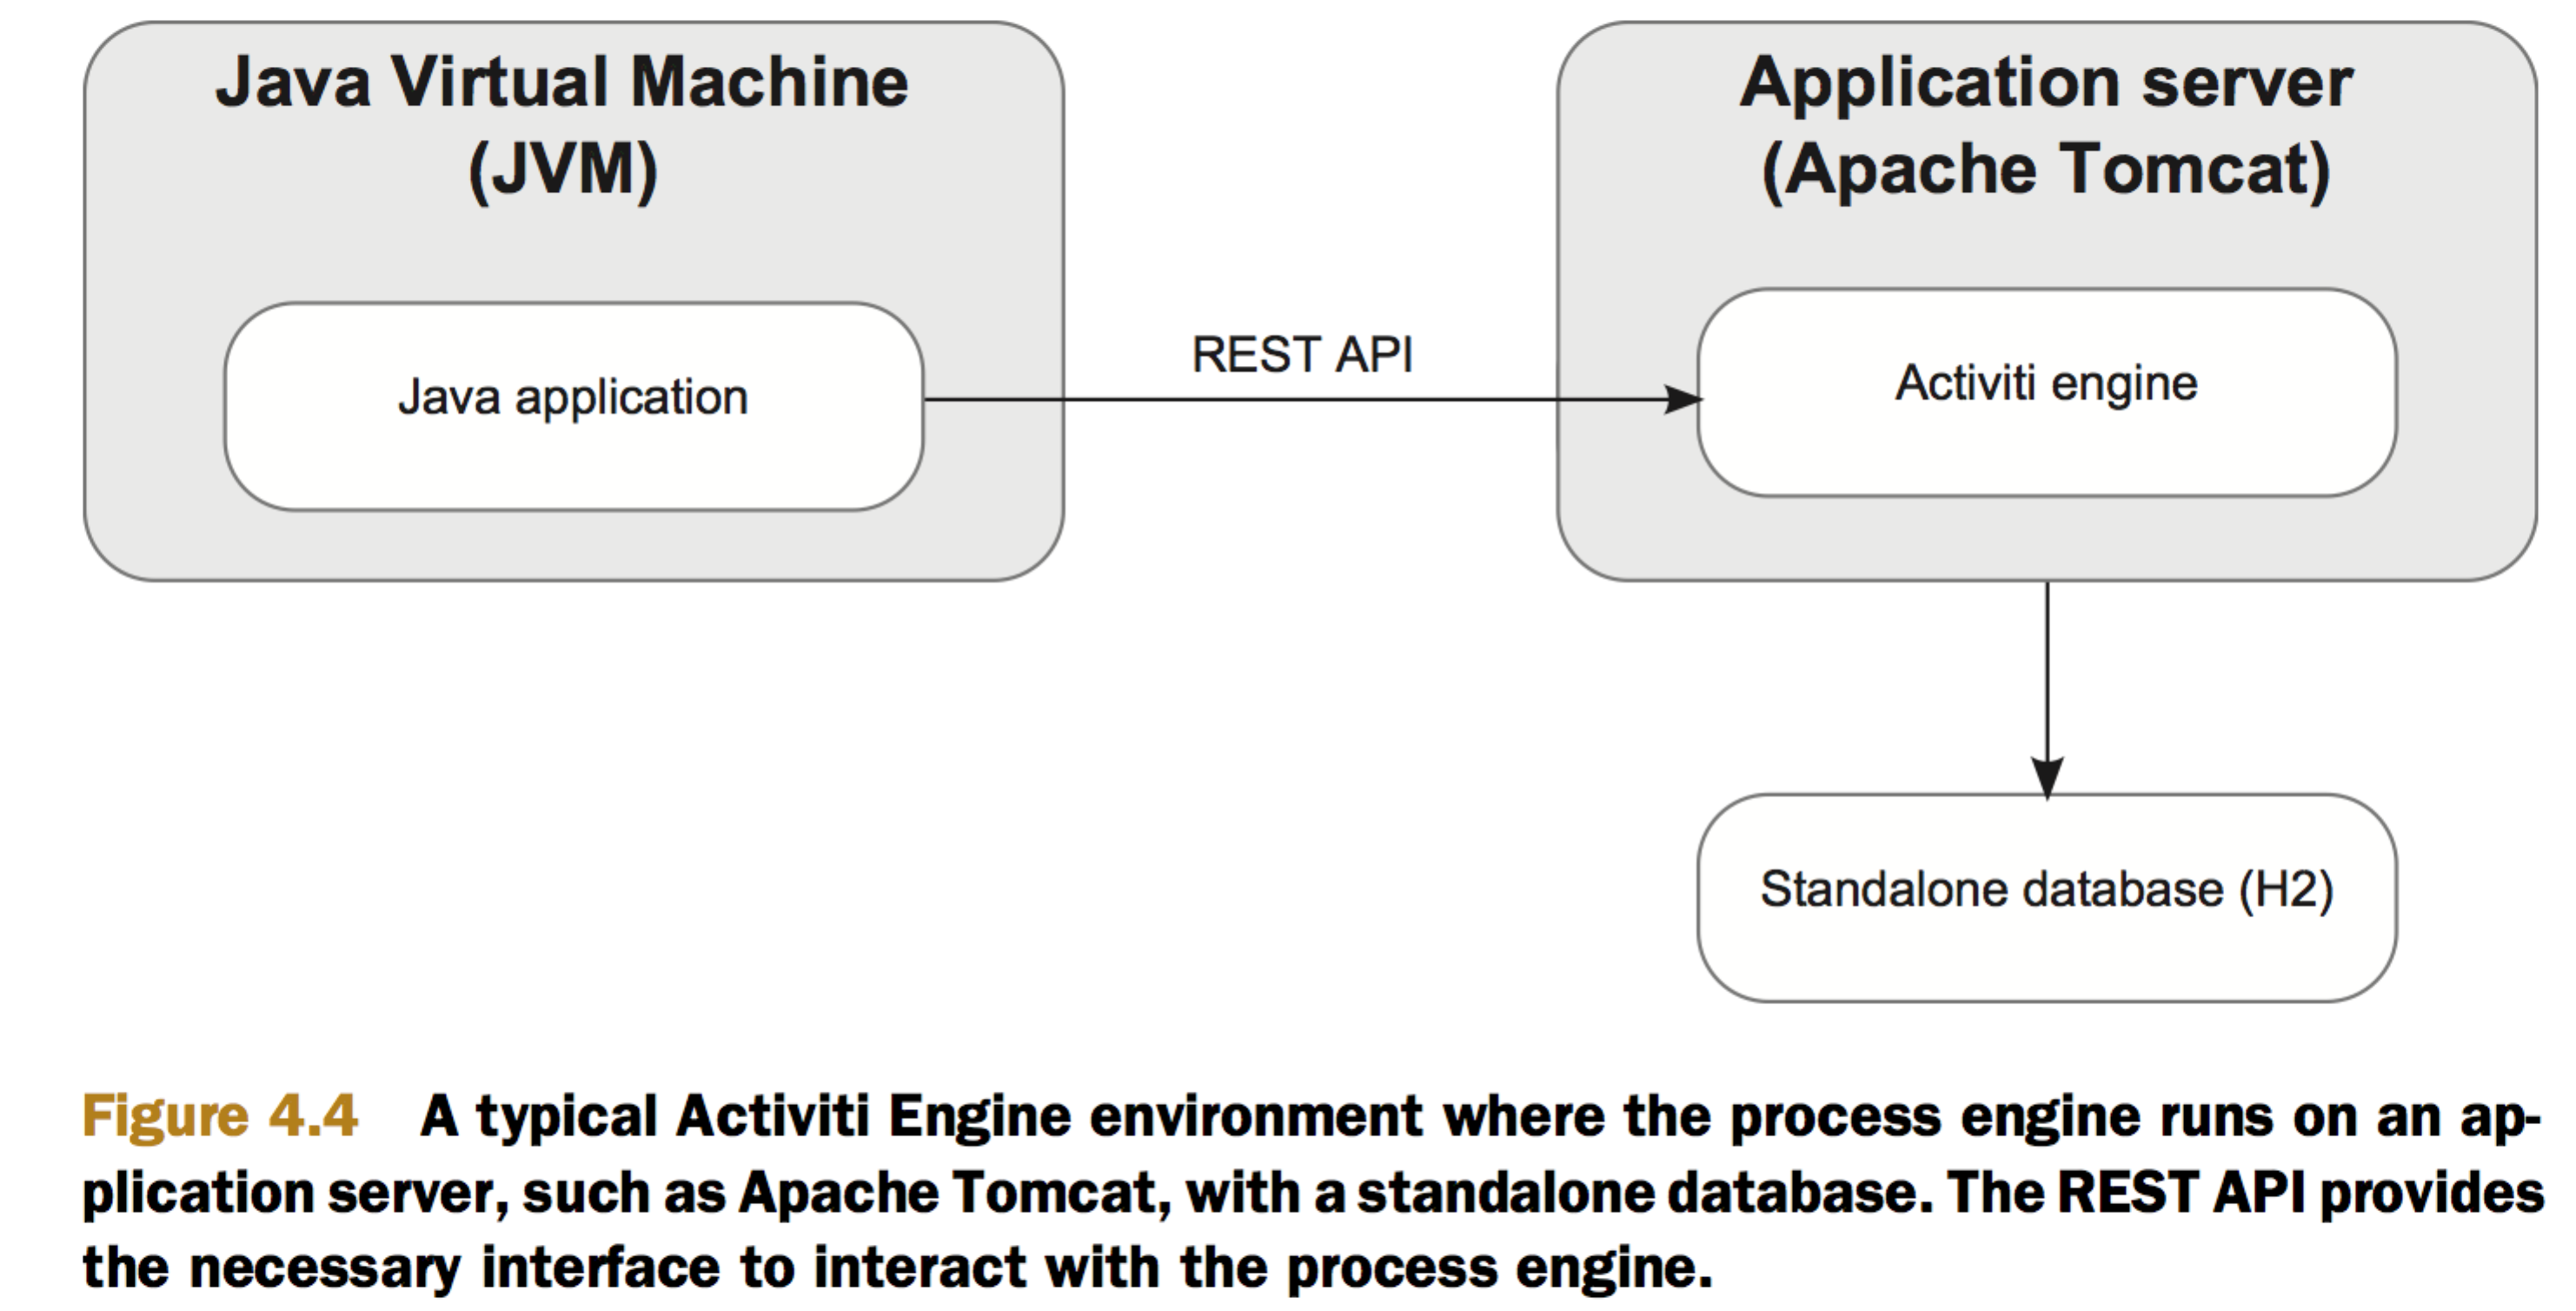 Java Virtual Machine
(JVM)
Application server
(Apache Tomcat)
Java application
REST API
Activiti engine
Standalone database (H2)
Figure 4.4 A typical Activiti Engine environment where the process engine runs on an ap-
plication server, such as Apache Tomcat, with a standalone database. The REST API provides
the necessary interface to interact with the process engine.